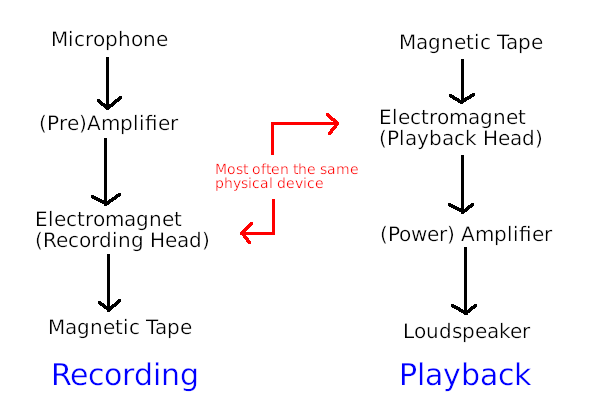 Microphone
(Pre)Amplifier
Electromagnet
(Recording Head)
Magnetic Tape
Recording
Most often the same
physical device
Magnetic Tape
Electromagnet
(Playback Head)
(Power) Amplifier
Loudspeaker
Playback